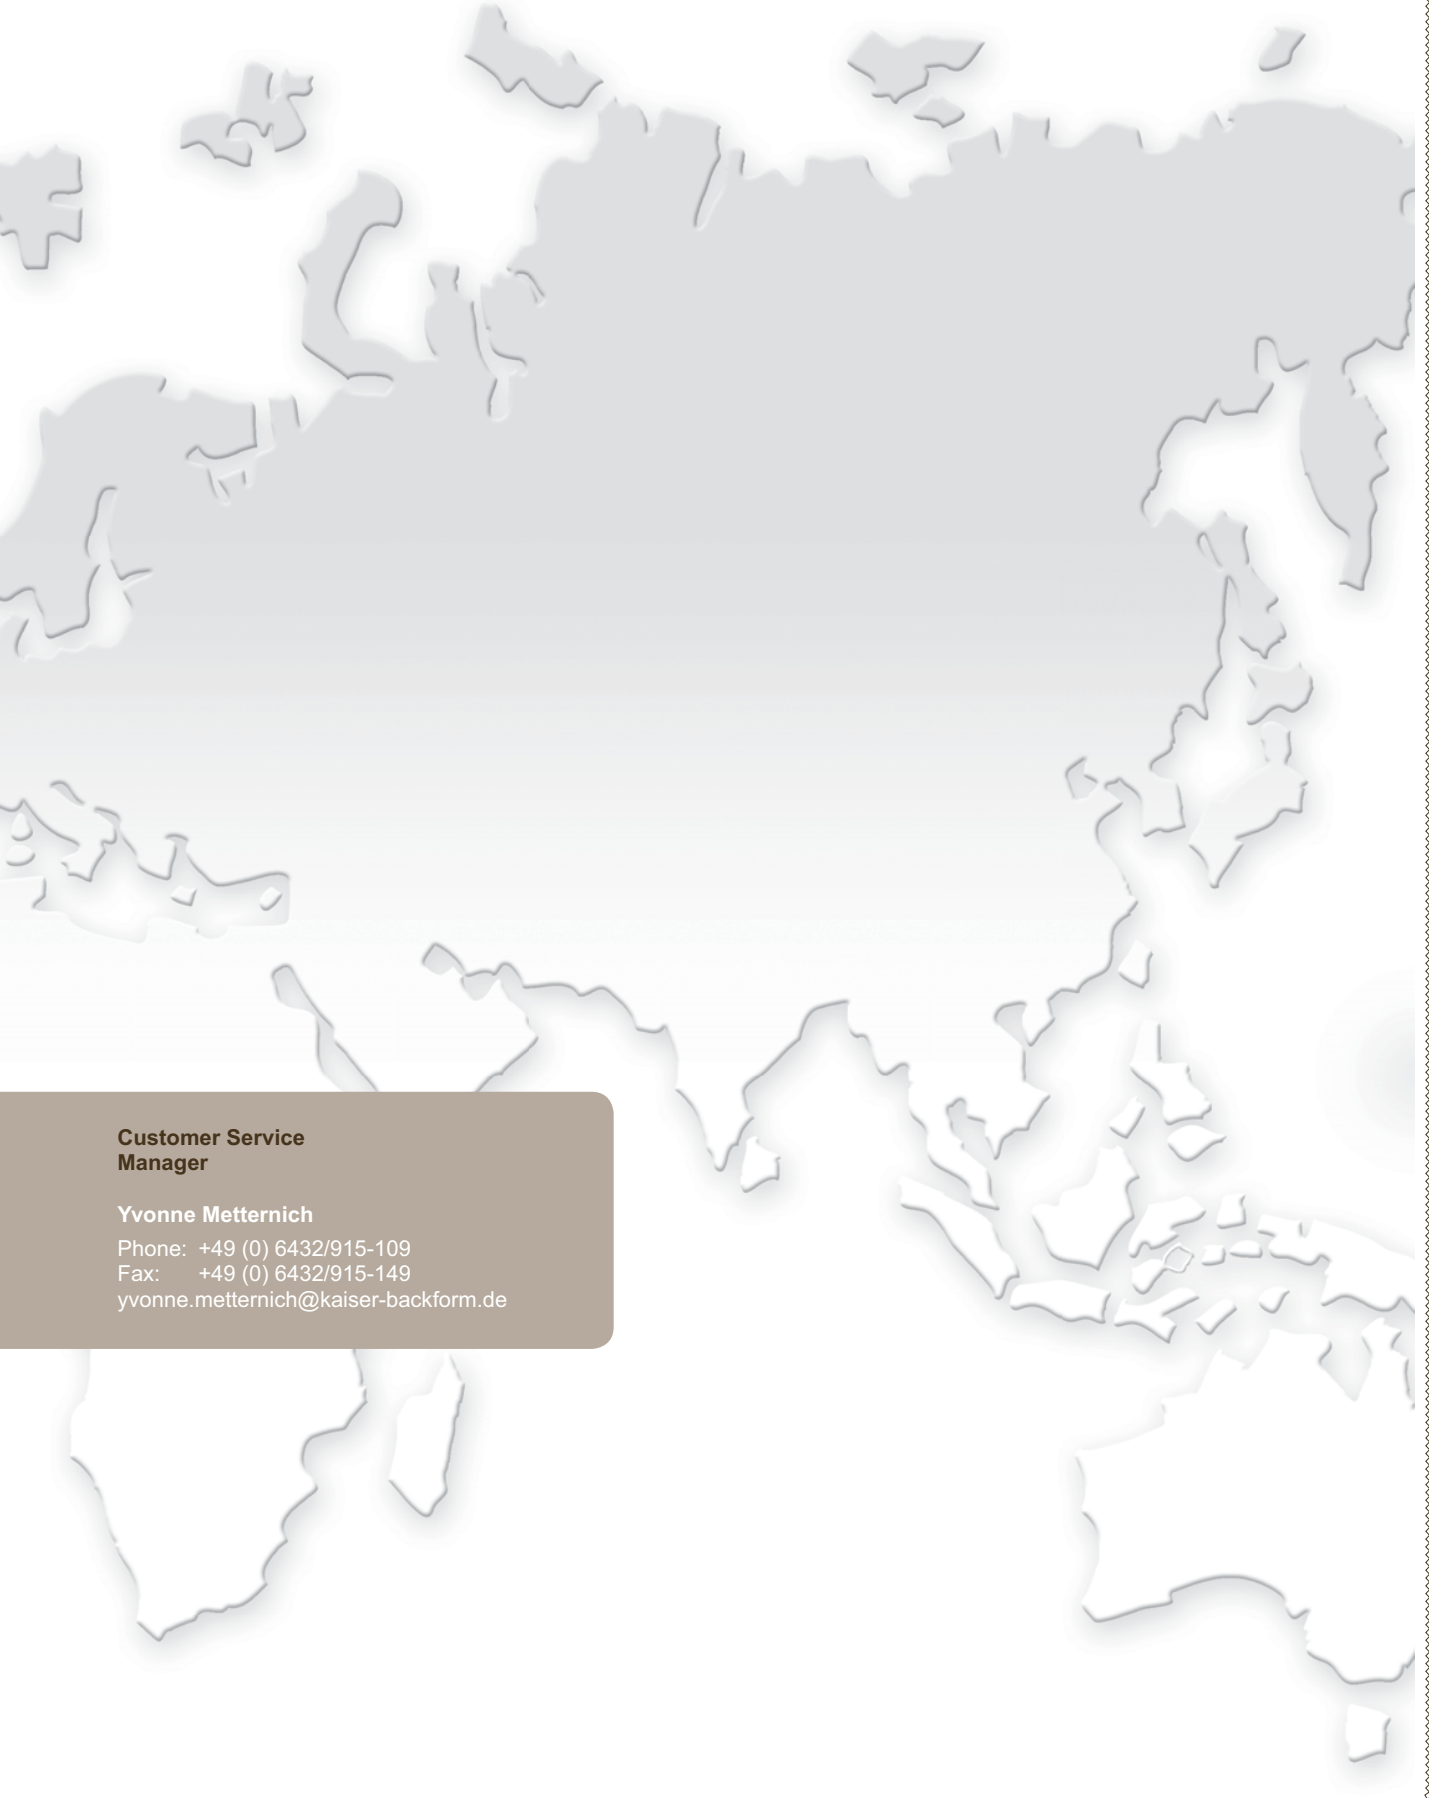 Customer Service
Manager
Yvonne Metternich
Phone: +49 (0) 6432/915-109
Fax: +49 (0) 6432/915-149
yvonne.metternich@kaiser-backform.de